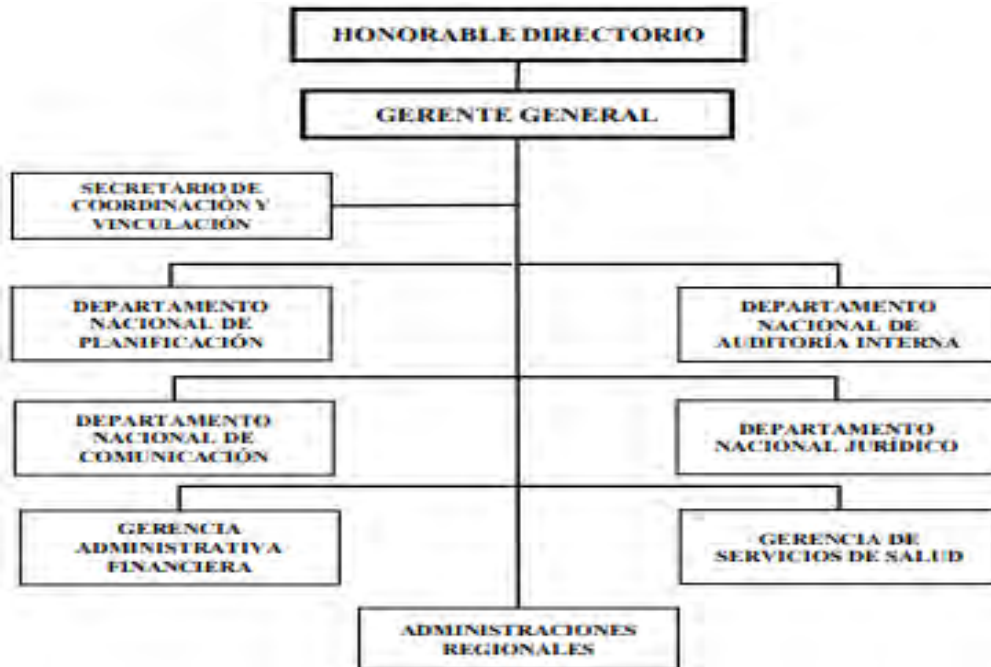 HONORABLE DIRECTORIO
GERENTE GENERAL
SECRETARIO DE
COORDINACIÓN Y
VINCULACIÓN
DEPARTAMENTO
NACIONAL DE
PLANIFICACIÓN
DEPARTAMENTO
NACIONAL DE
AUDITORÍA INTERNA
DEPARTAMENTO
NACIONAL DE
COMUNICACIÓN
DEPARTAMENTO
NACIONAL JURÍDICO
GERENCIA
ADMINISTRATIVA
FINANCIERA
GERENCIA DE
SERVICIOS DE SALUD
ADMINISTRACIONES
REGIONALES